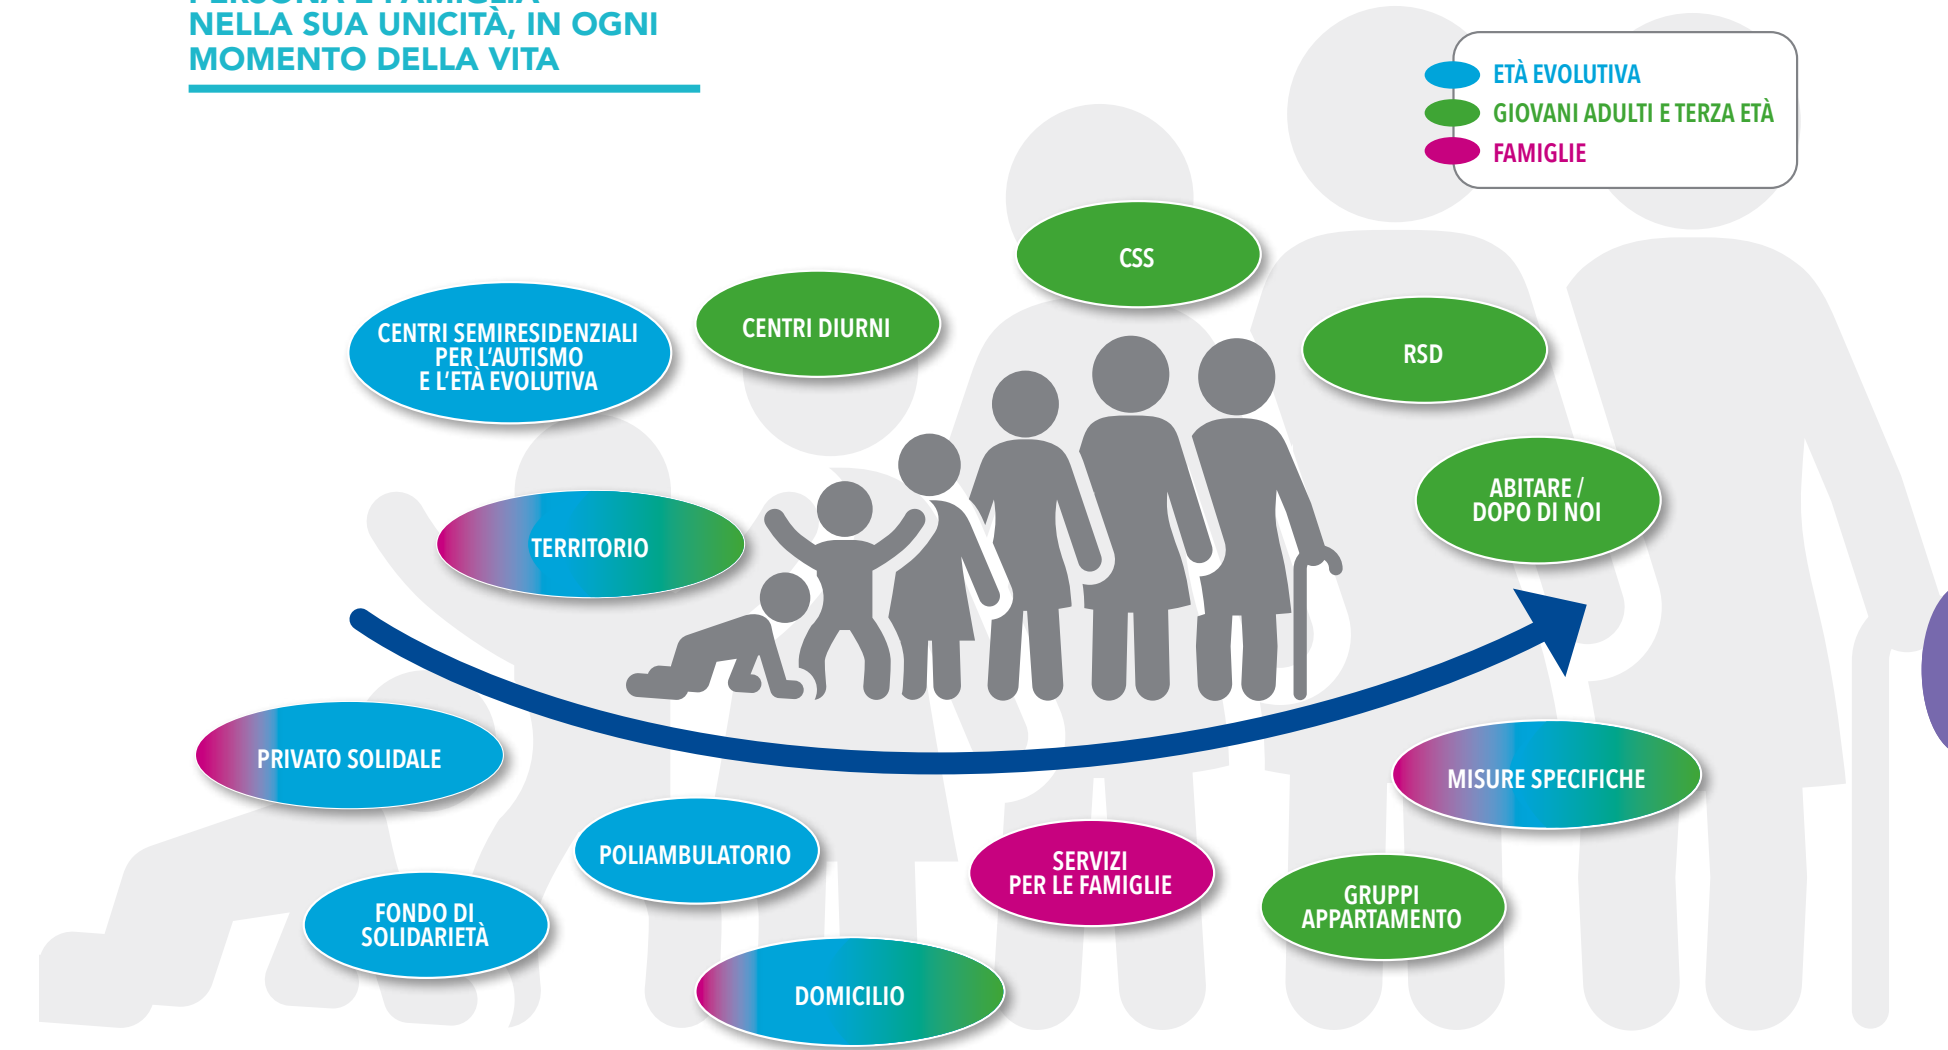 PERSONA E FAMIGLIA
NELLA SUA UNICITÀ, IN OGNI
MOMENTO DELLA VITA
ETÀ EVOLUTIVA
GIOVANI ADULTI E TERZA ETÀ
FAMIGLIE
CSS
CENTRI SEMIRESIDENZIALI
PER L'AUTISMO
E L'ETÀ EVOLUTIVA
CENTRI DIURNI
RSD
ABITARE /
DOPO DI NOI
TERRITORIO
PRIVATO SOLIDALE
MISURE SPECIFICHE
POLIAMBULATORIO
SERVIZI
PER LE FAMIGLIE
GRUPPI
APPARTAMENTO
FONDO DI
SOLIDARIETÀ
DOMICILIO